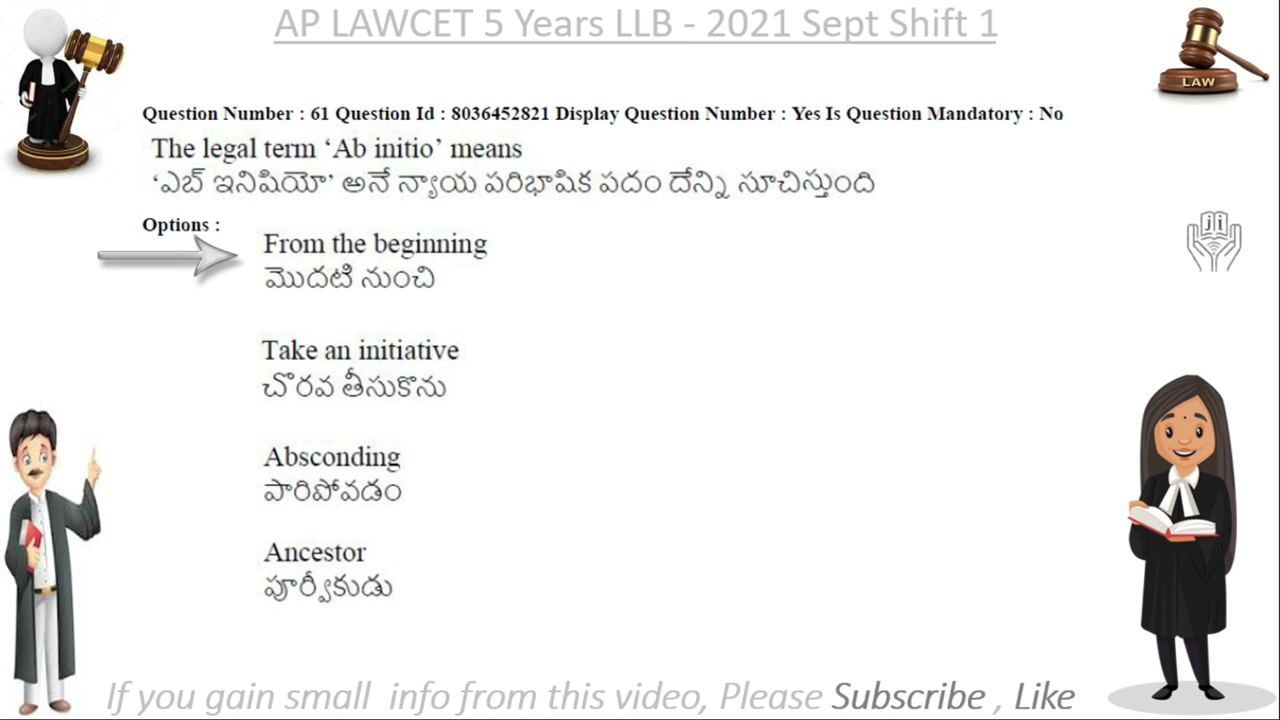 AP LAWCET 5 Years LLB - 2021 Sept Shift 1
LAW
Question Number : 61 Question Id : 8036452821 Display Question Number : Yes Is Question Mandatory : No
The legal term ‘Ab initio’ means
‘ఎబ్ ఇనిషియో’ అనే న్యాయ పరిభాషిక పదం దేన్ని సూచిస్తుంది
Options :
From the beginning
మొదటి నుంచి
ji
Take an initiative
చొరవ తీసుకొను
Absconding
పారిపోవడం
Ancestor
పూర్వీకుడు
If you gain small info from this video, Please Subscribe , Like